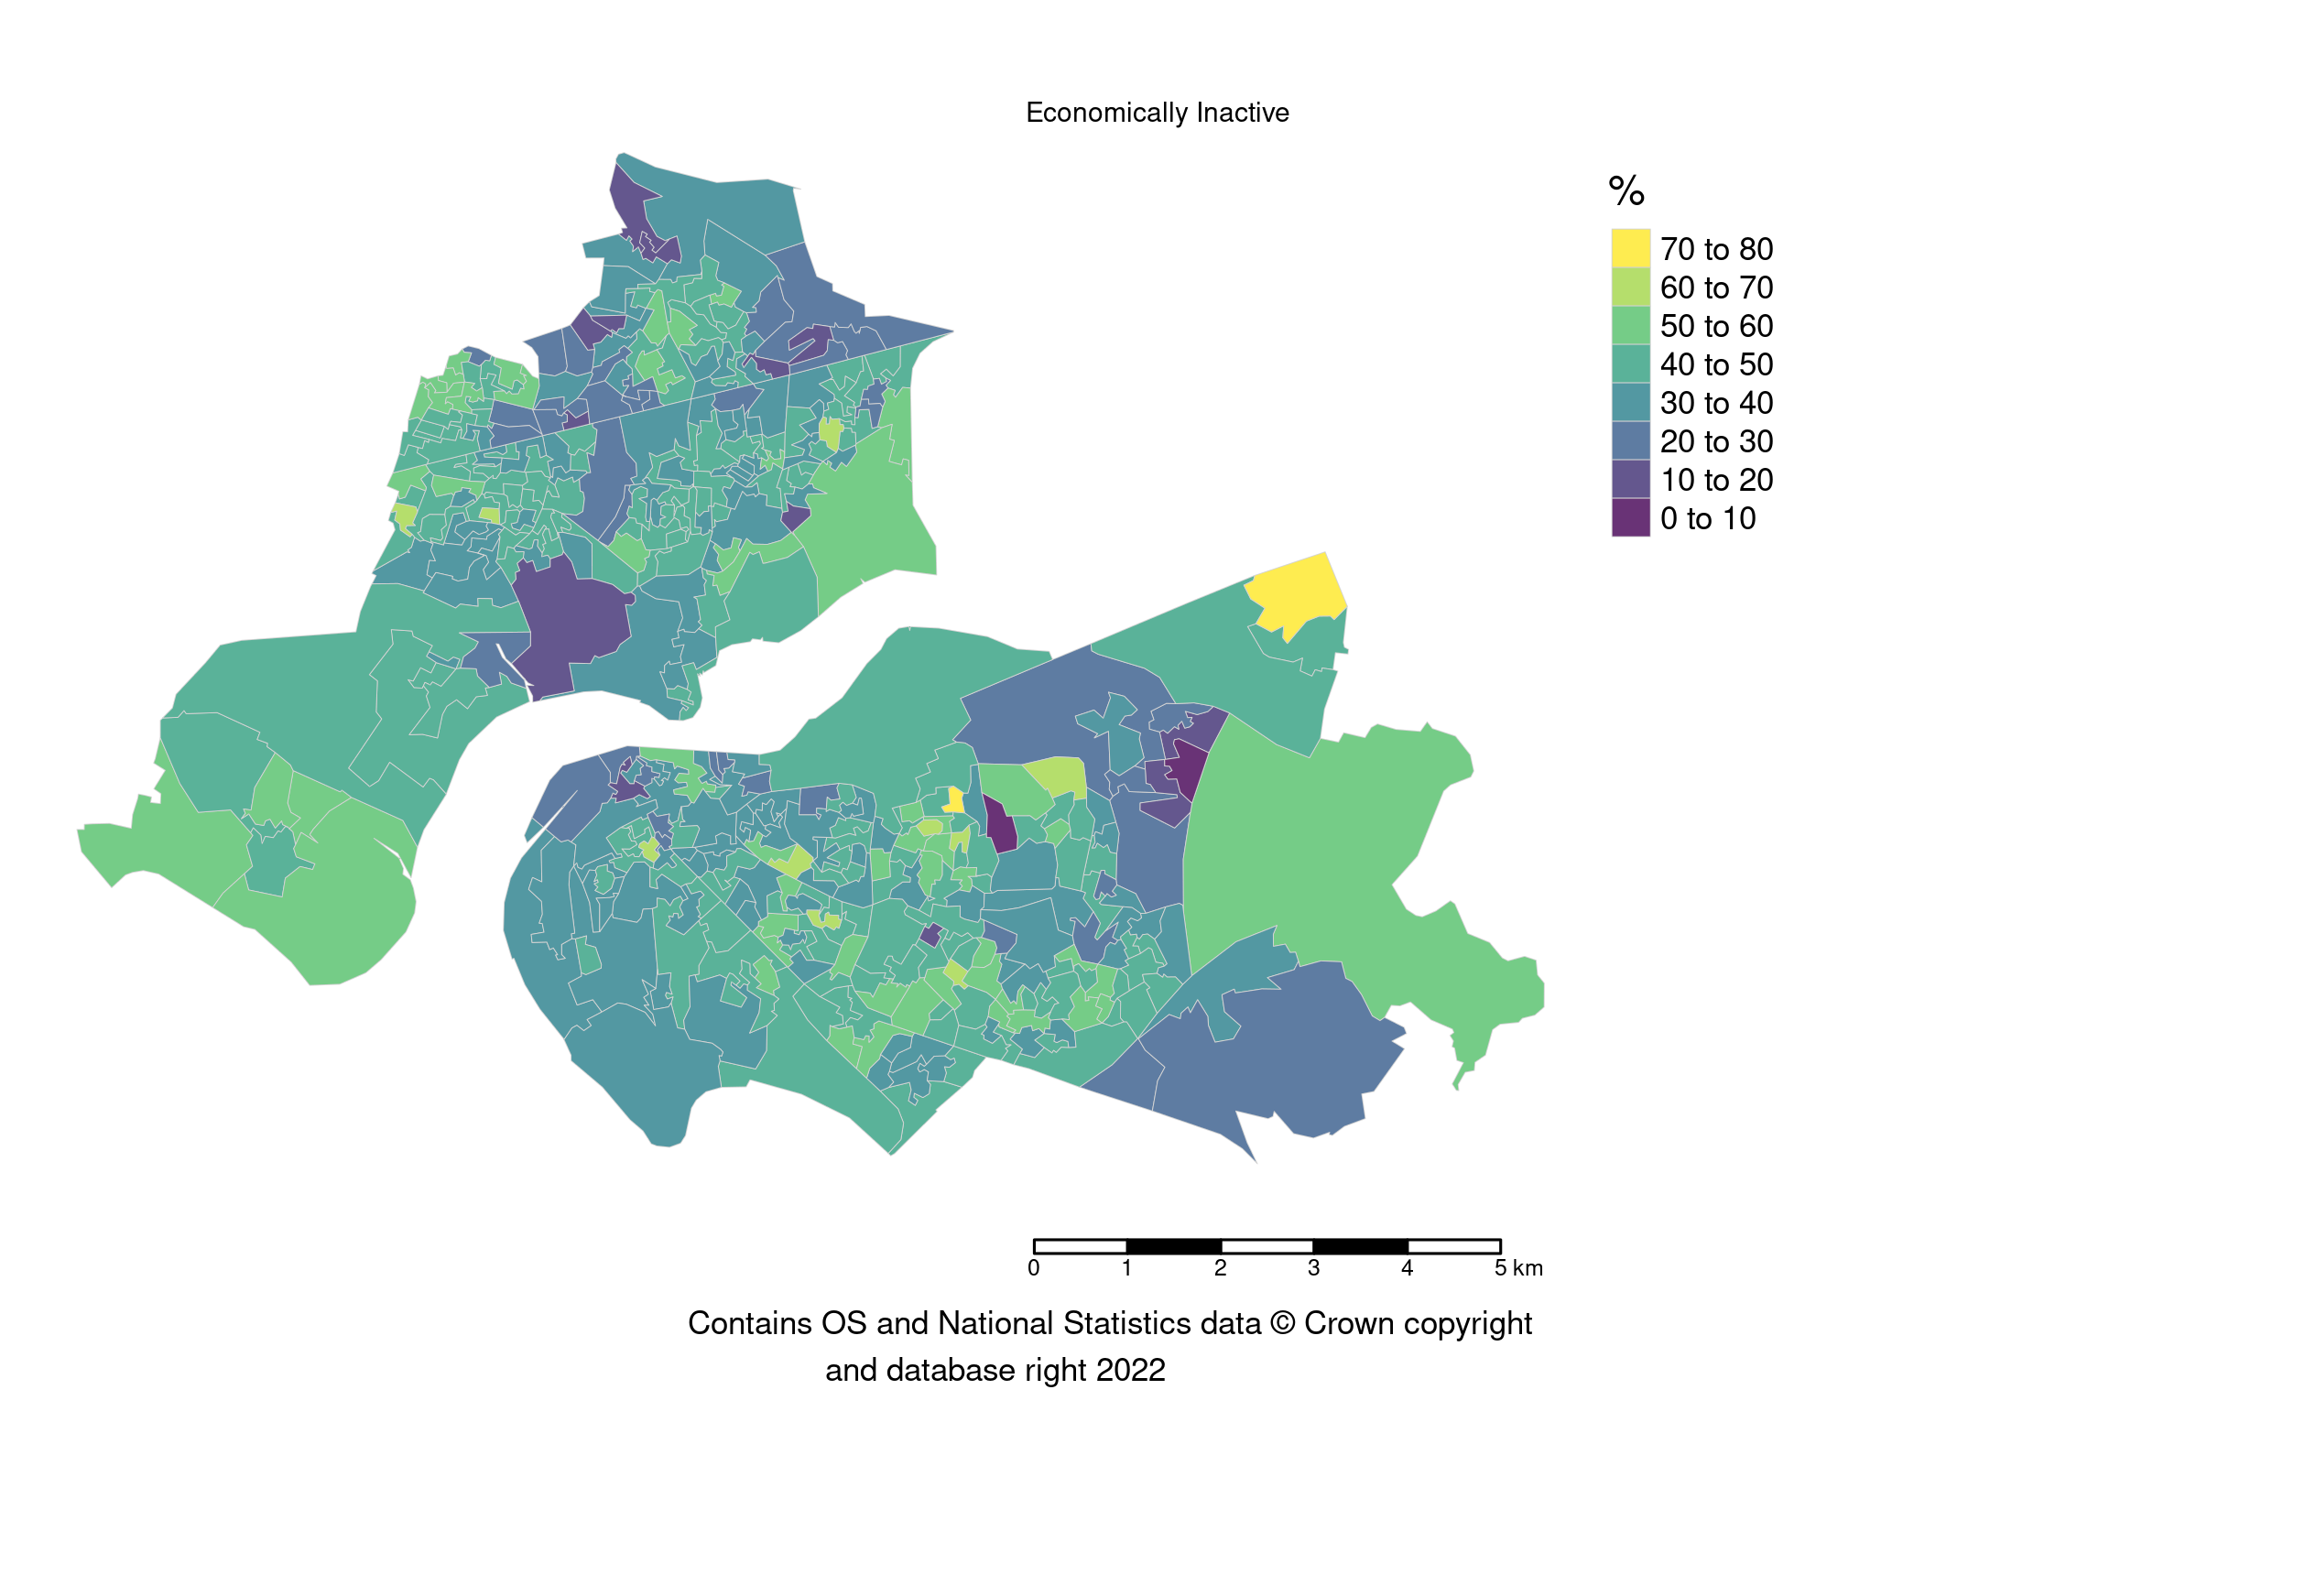 Economically Inactive
%
70 to 80
60 to 70
50 to 60
40 to 50
30 to 40
20 to 30
10 to 20
0 to 10
0 1 2 3 4 5 km
Contains OS and National Statistics data © Crown copyright
and database right 2022